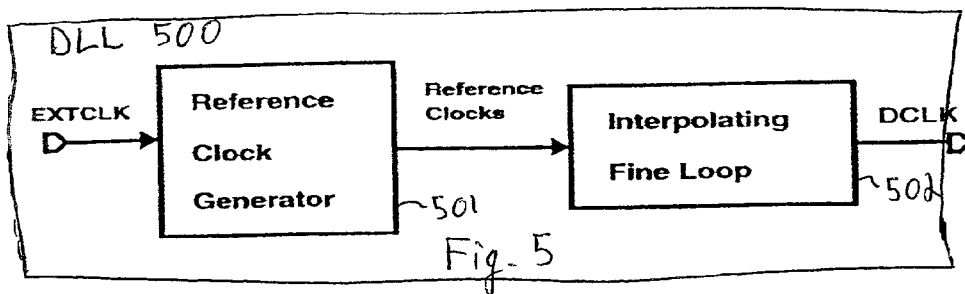 DLL 500
EXTCLK
Reference
Clock
Generator
501
Reference
Clocks
Interpolating
Fine Loop
502
DCLK
Fig. 5